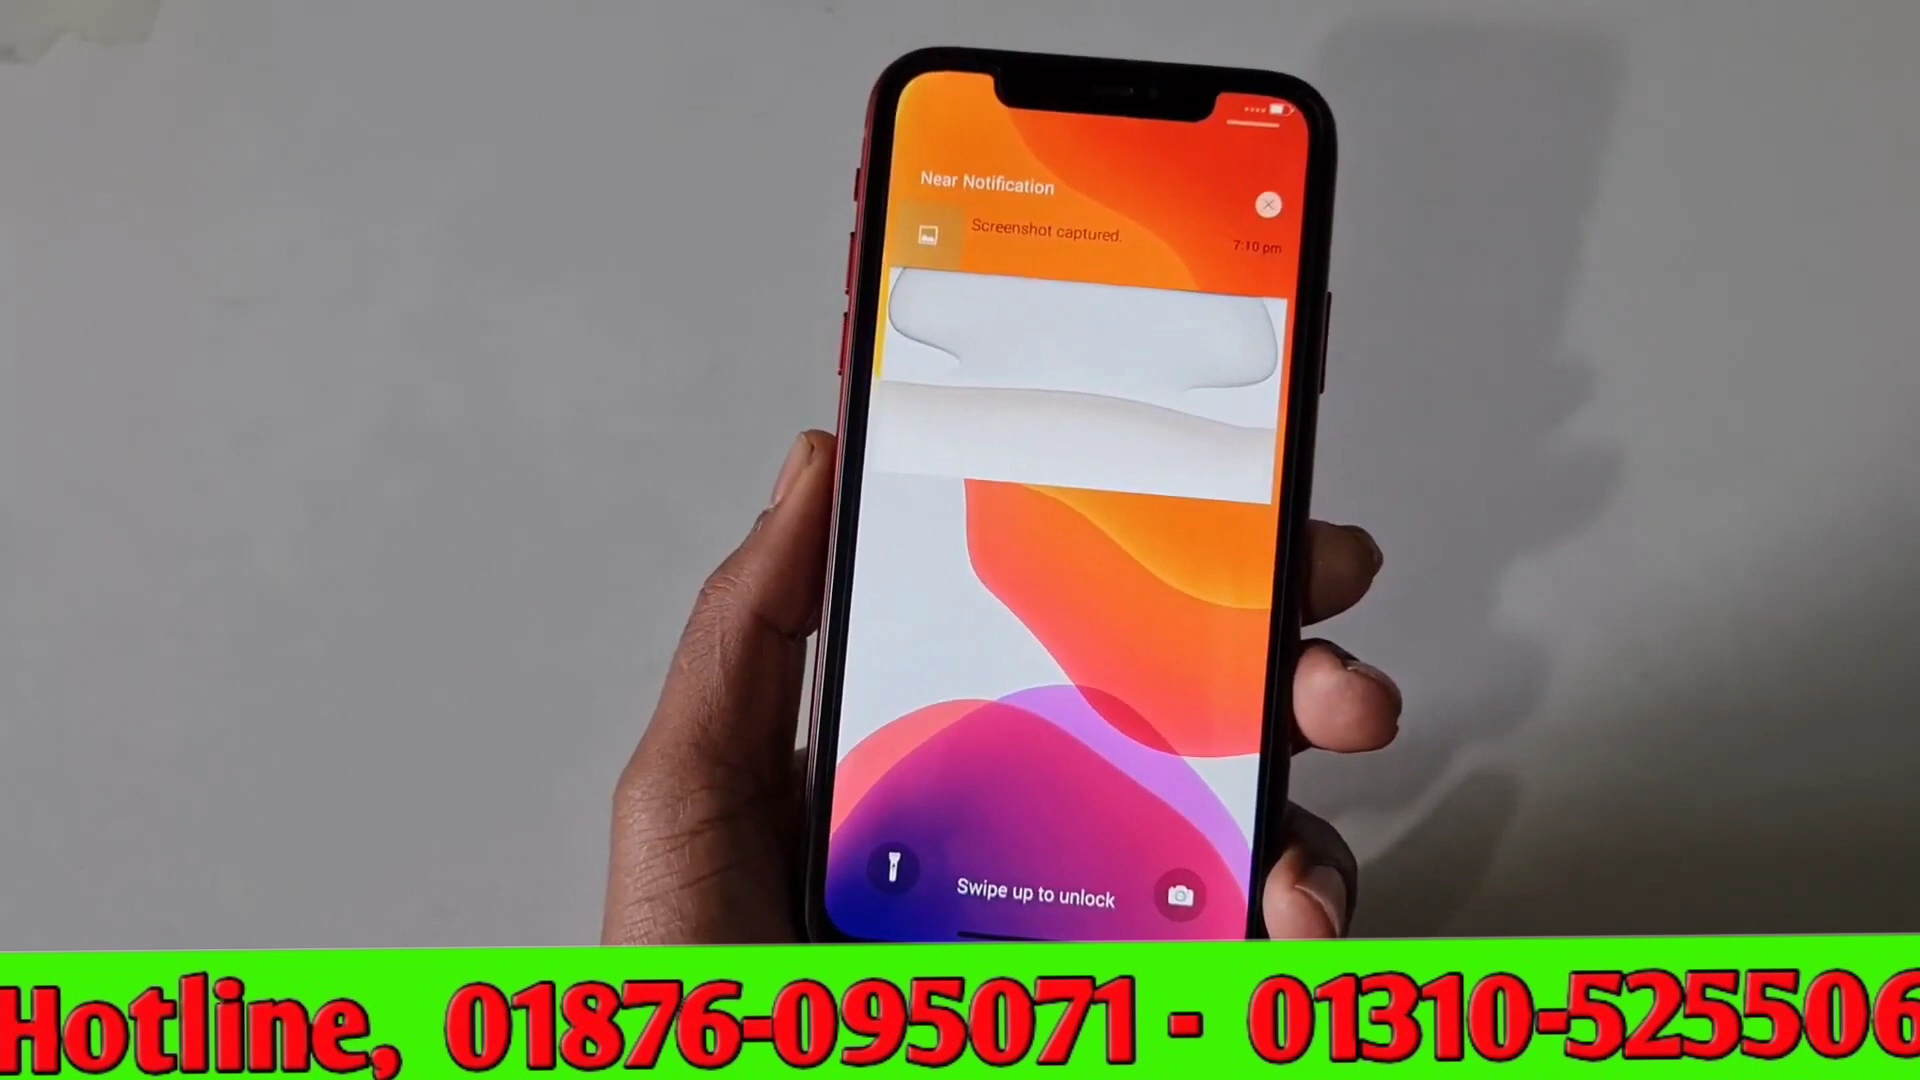 Near Notification
Screenshot captured.
7:10 pm
Swipe up to unlock
Hotline, 01876-095071 - 01310-525506